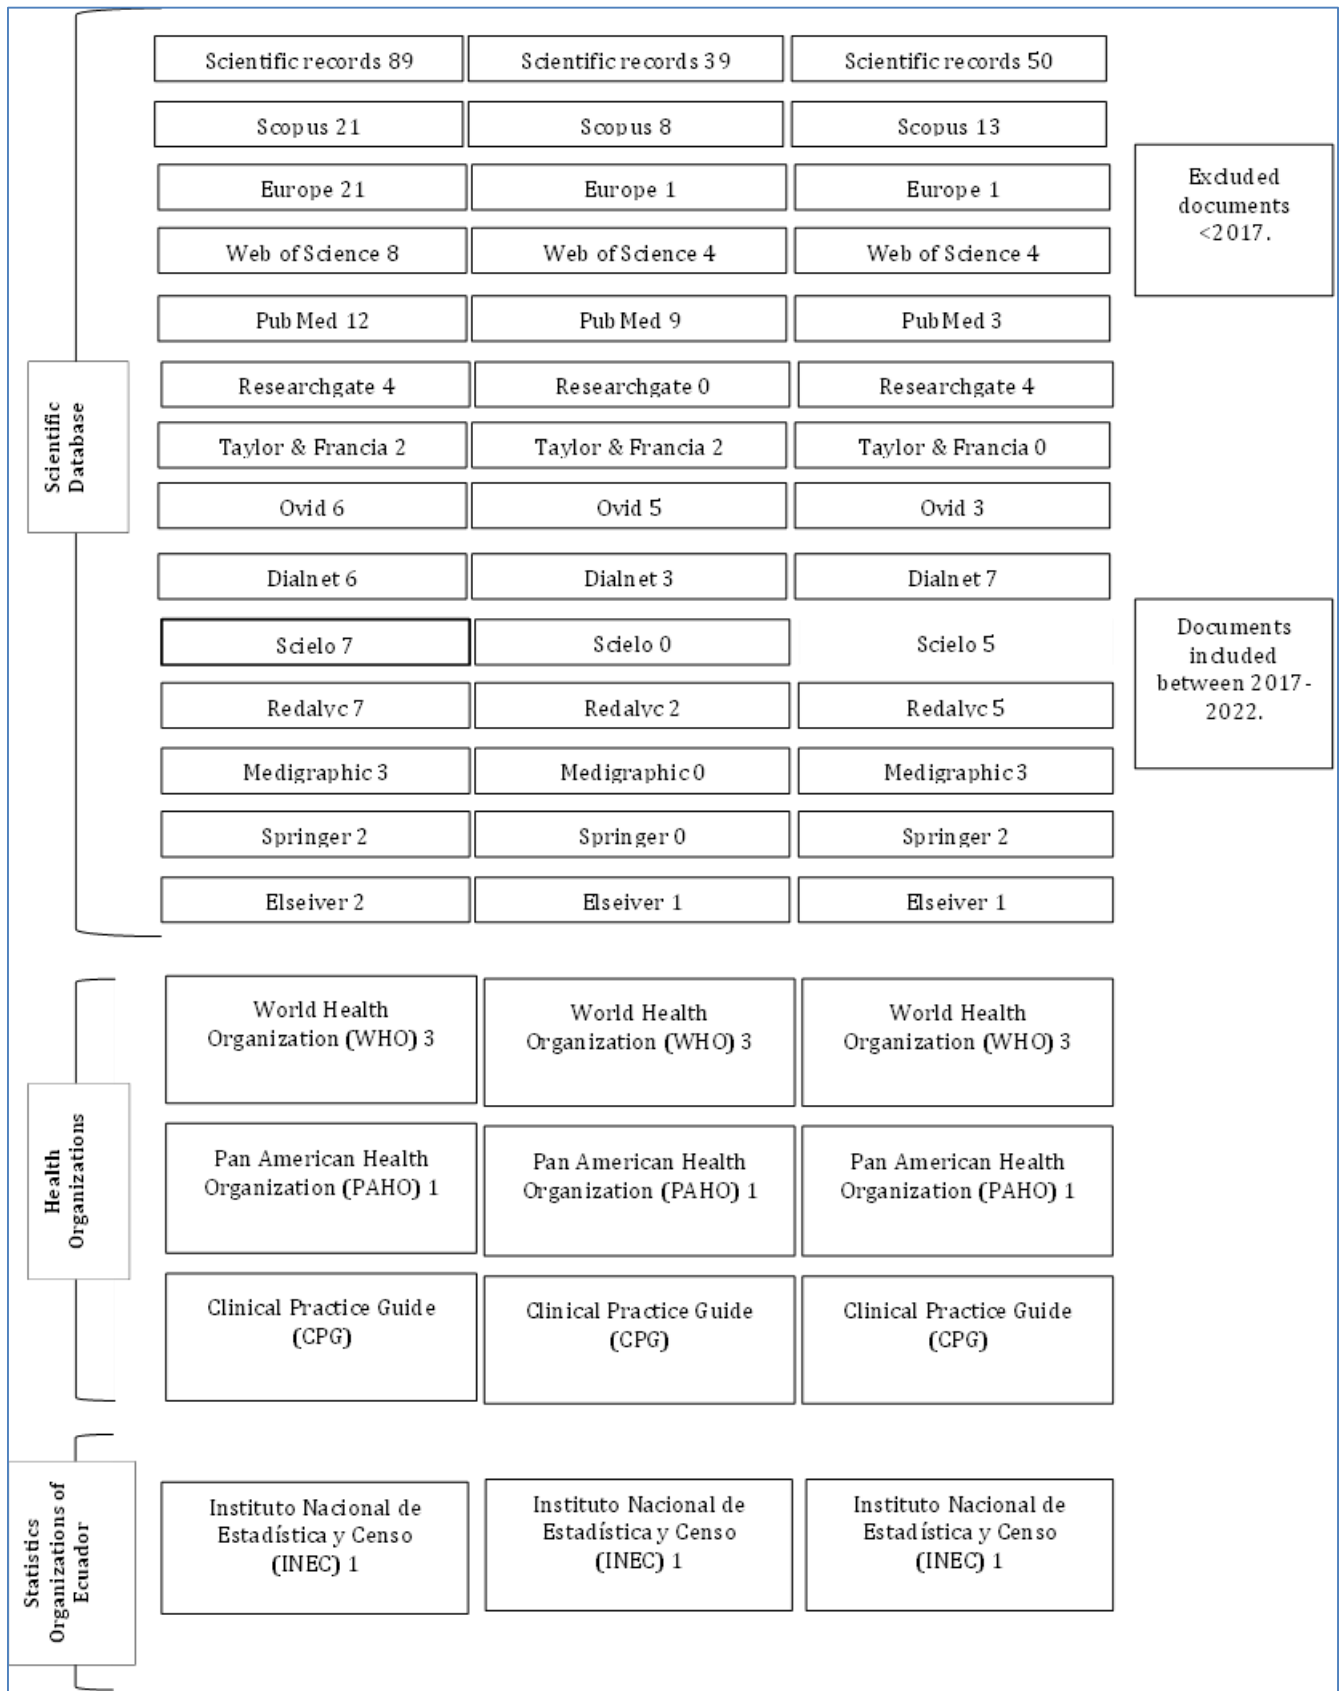 Scientific records 89
Scientific records 39
Scientific records 50
Scopus 21
Scopus 8
Scopus 13
Europe 21
Europe 1
Europe 1
Web of Science 8
Web of Science 4
Web of Science 4
PubMed 12
PubMed 9
PubMed 3
Researchgate 4
Researchgate 0
Researchgate 4
Taylor & Francia 2
Taylor & Francia 2
Taylor & Francia 0
Ovid 6
Ovid 5
Ovid 3
Dialnet 6
Dialnet 3
Dialnet 7
Scielo 7
Scielo 0
Scielo 5
Redalyc 7
Redalyc 2
Redalyc 5
Medigraphic 3
Medigraphic 0
Medigraphic 3
Springer 2
Springer 0
Springer 2
Elseiver 2
Elseiver 1
Elseiver 1
Scientific
Database
Excluded
documents
<2017.
Documents
included
between 2017-
2022.
Health
Organizations
World Health
Organization (WHO) 3
World Health
Organization (WHO) 3
World Health
Organization (WHO) 3
Pan American Health
Organization (PAHO) 1
Pan American Health
Organization (PAHO) 1
Pan American Health
Organization (PAHO) 1
Clinical Practice Guide
(CPG)
Clinical Practice Guide
(CPG)
Clinical Practice Guide
(CPG)
Statistics
Organizations of
Ecuador
Instituto Nacional de
Estadística y Censo
(INEC) 1
Instituto Nacional de
Estadística y Censo
(INEC) 1
Instituto Nacional de
Estadística y Censo
(INEC) 1